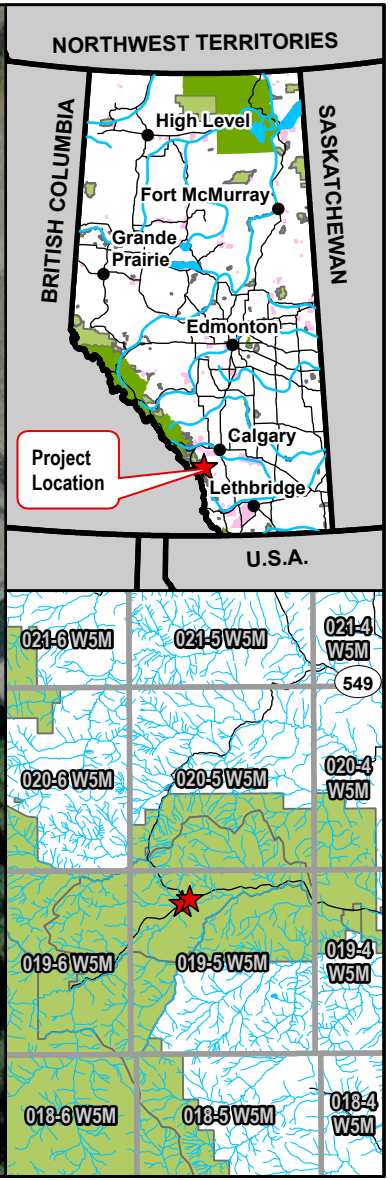 NORTHWEST TERRITORIES
BRITISH COLUMBIA
SASKATCHEWAN
High Level
Fort McMurray
Grande
Prairie
Edmonton
Calgary
Project
Location
Lethbridge
U.S.A.
021-6 W5M
021-5 W5M
021-4
W5M
549
020-6 W5M
020-5 W5M
020-4
W5M
019-6 W5M
019-5 W5M
019-4
W5M
018-6 W5M
018-5 W5M
018-4
W5M